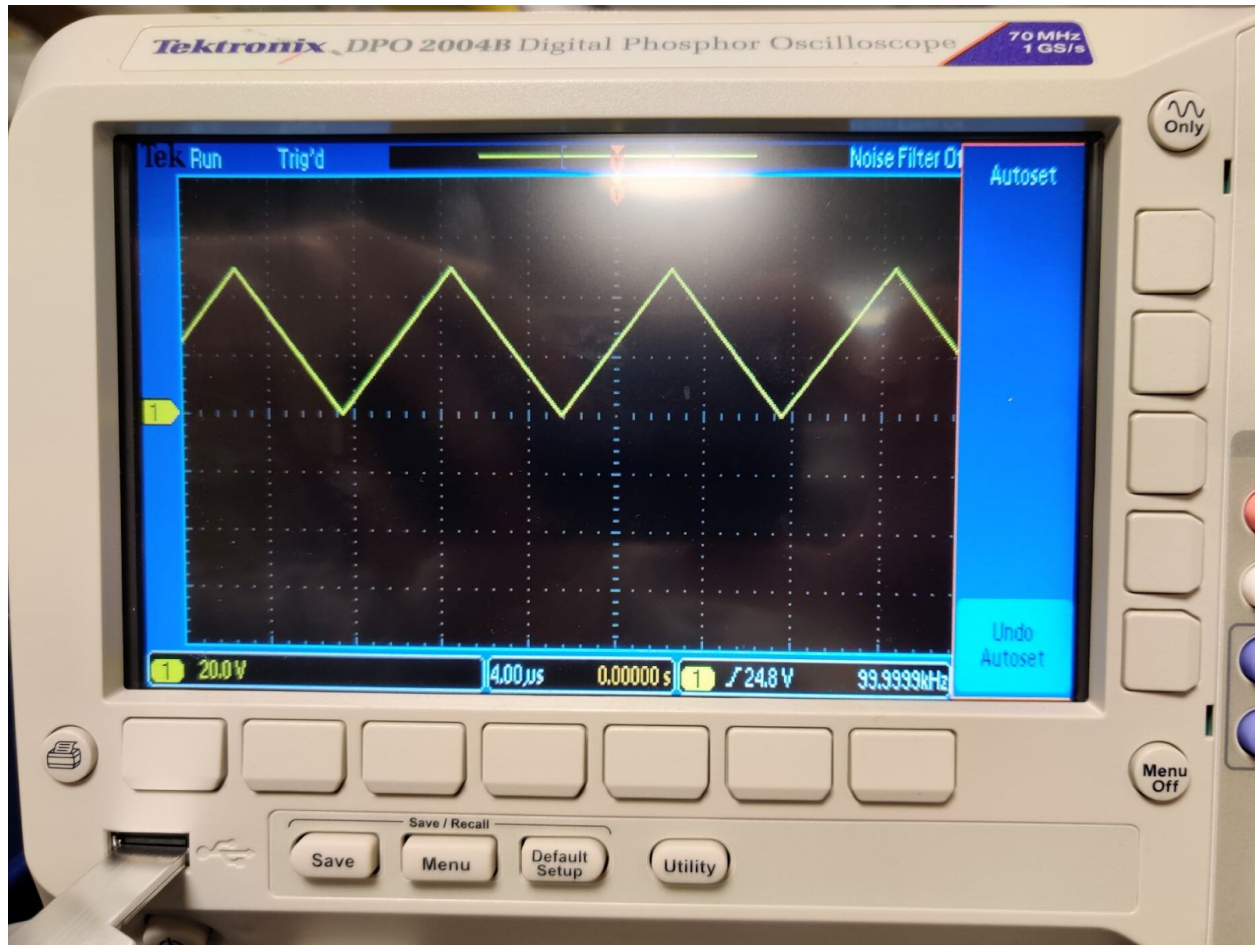 Tektronix DPO 2004B Digital Phosphor Oscilloscope
70 MHz
1 GS/s
Only
Tek Run Trig'd Noise Filter Of
Autoset
1
1 20.0 V 4.00µs 0.00000 s 1 24.8 V 99.9999kHz
Undo
Autoset
Menu
Off
Save / Recall
Save
Menu
Default
Setup
Utility